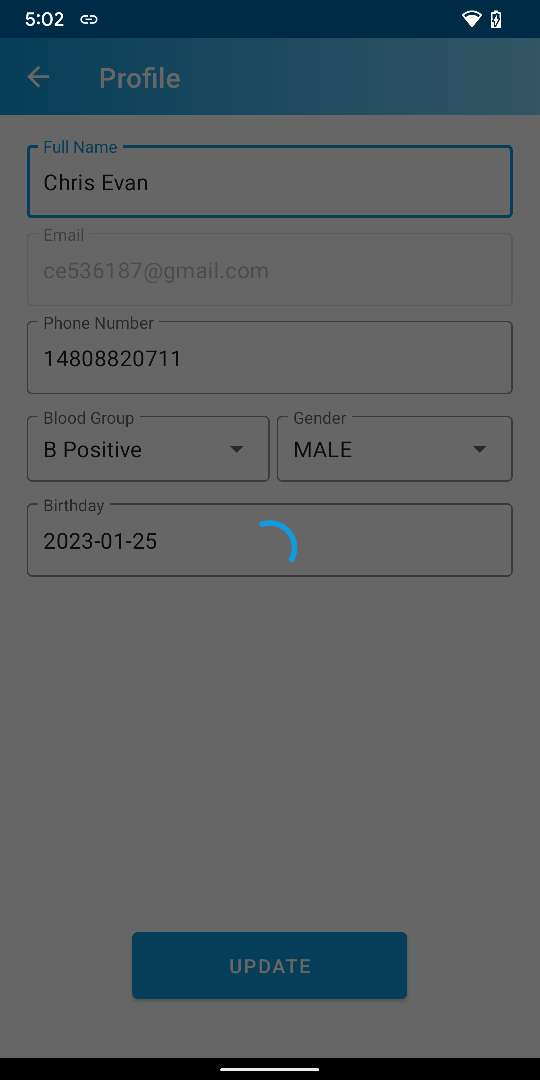 5:02
Profile
Full Name
Chris Evan
Email
ce536187@gmail.com
Phone Number
14808820711
Blood Group
Gender
B Positive
MALE
Birthday
2023-01-25
UPDATE